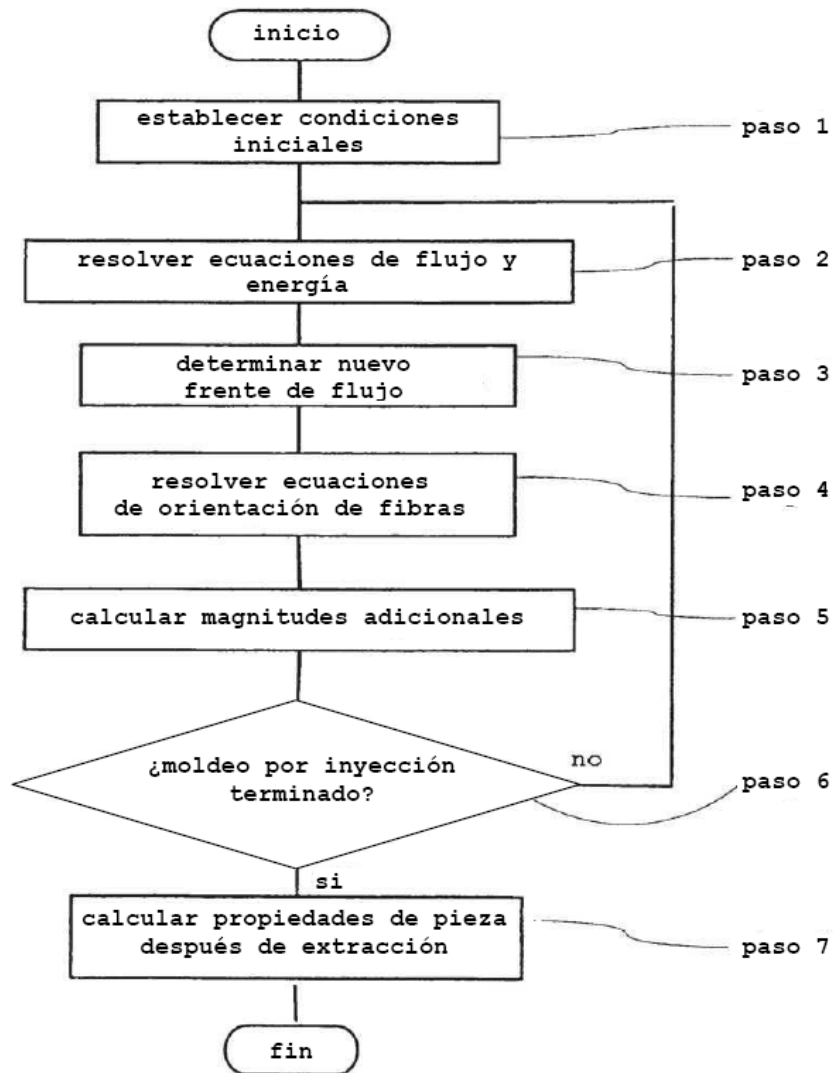 inicio
establecer condiciones
iniciales
paso 1
resolver ecuaciones de flujo y
energía
paso 2
determinar nuevo
frente de flujo
paso 3
resolver ecuaciones
de orientación de fibras
paso 4
calcular magnitudes adicionales
paso 5
¿moldeo por inyección
terminado?
no
paso 6
si
calcular propiedades de pieza
después de extracción
paso 7
fin